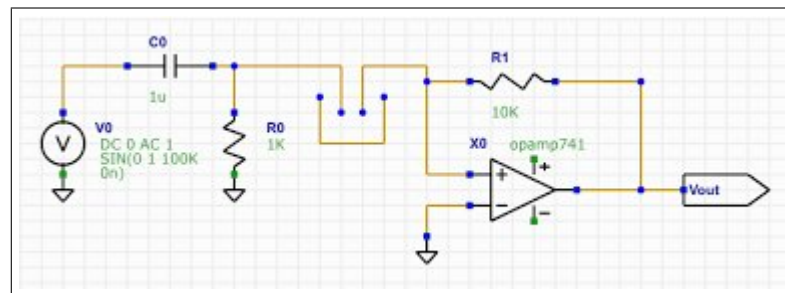 C0
1u
R1
10K
V0
DC 0 AC 1
SIN(0 1 100K
0n)
R0
1K
X0
opamp741
V
+
+
−
−
Vout